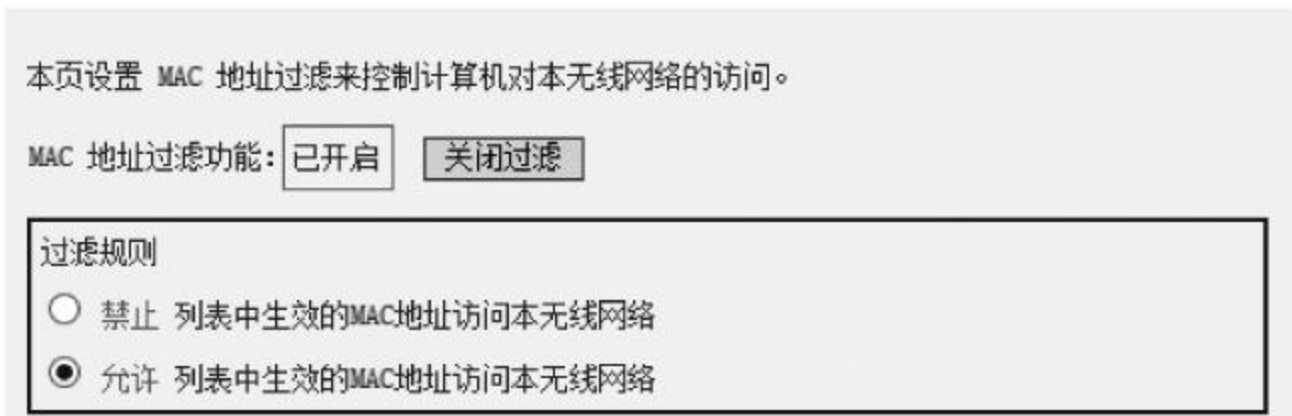 本页设置 MAC 地址过滤来控制计算机对本无线网络的访问。
MAC 地址过滤功能: 已开启 关闭过滤
过滤规则
禁止 列表中生效的MAC地址访问本无线网络
允许 列表中生效的MAC地址访问本无线网络